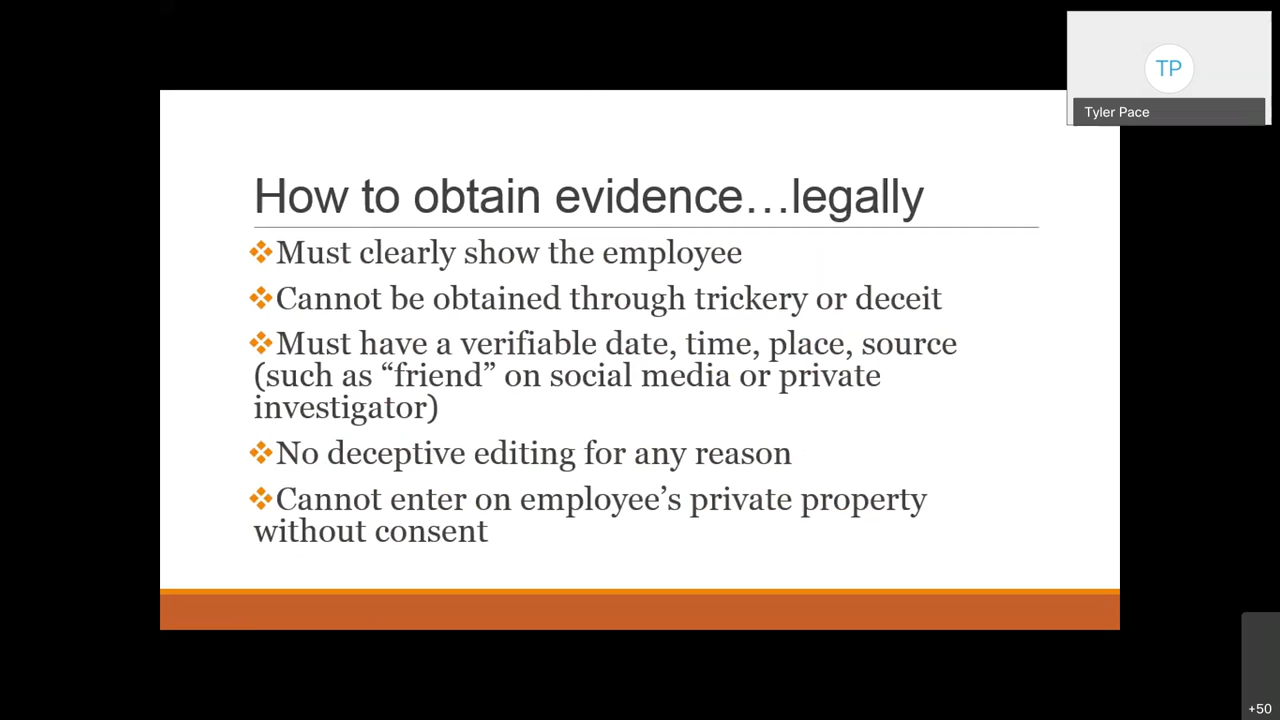 TP
Tyler Pace
How to obtain evidence…legally
❖Must clearly show the employee
❖Cannot be obtained through trickery or deceit
❖Must have a verifiable date, time, place, source
(such as “friend” on social media or private
investigator)
❖No deceptive editing for any reason
❖Cannot enter on employee’s private property
without consent
+50